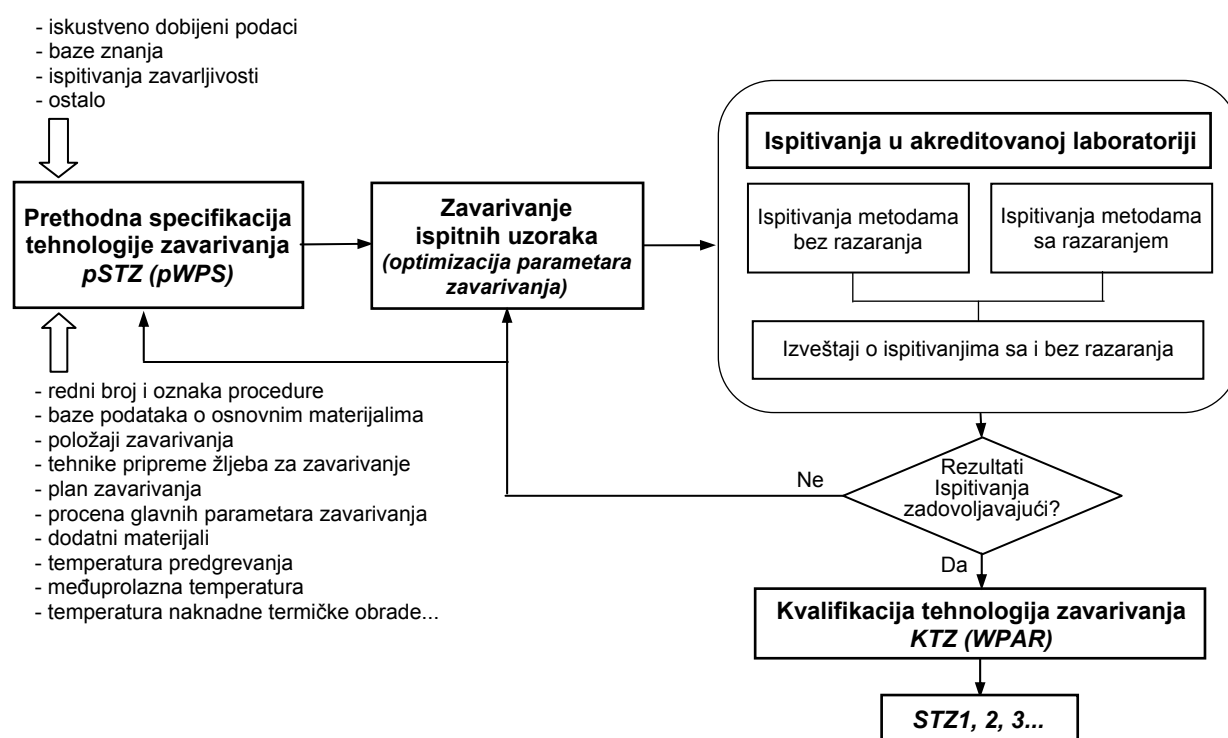 - iskustveno dobijeni podaci
- baze znanja
- ispitivanja zavarljivosti
- ostalo
Prethodna specifikacija
tehnologije zavarivanja
pSTZ (pWPS)
- redni broj i oznaka procedure
- baze podataka o osnovnim materijalima
- položaji zavarivanja
- tehnike pripreme žljeba za zavarivanje
- plan zavarivanja
- procena glavnih parametara zavarivanja
- dodatni materijali
- temperatura predgrevanja
- međuprolazna temperatura
- temperatura naknadne termičke obrade...
Zavarivanje
ispitnih uzoraka
(optimizacija parametara
zavarivanja)
Ispitivanja u akreditovanoj laboratoriji
Ispitivanja metodama
bez razaranja
Ispitivanja metodama
sa razaranjem
Izveštaji o ispitivanjima sa i bez razaranja
Rezultati
Ispitivanja
zadovoljavajući?
Ne
Da
Kvalifikacija tehnologija zavarivanja
KTZ (WPAR)
STZ1, 2, 3...